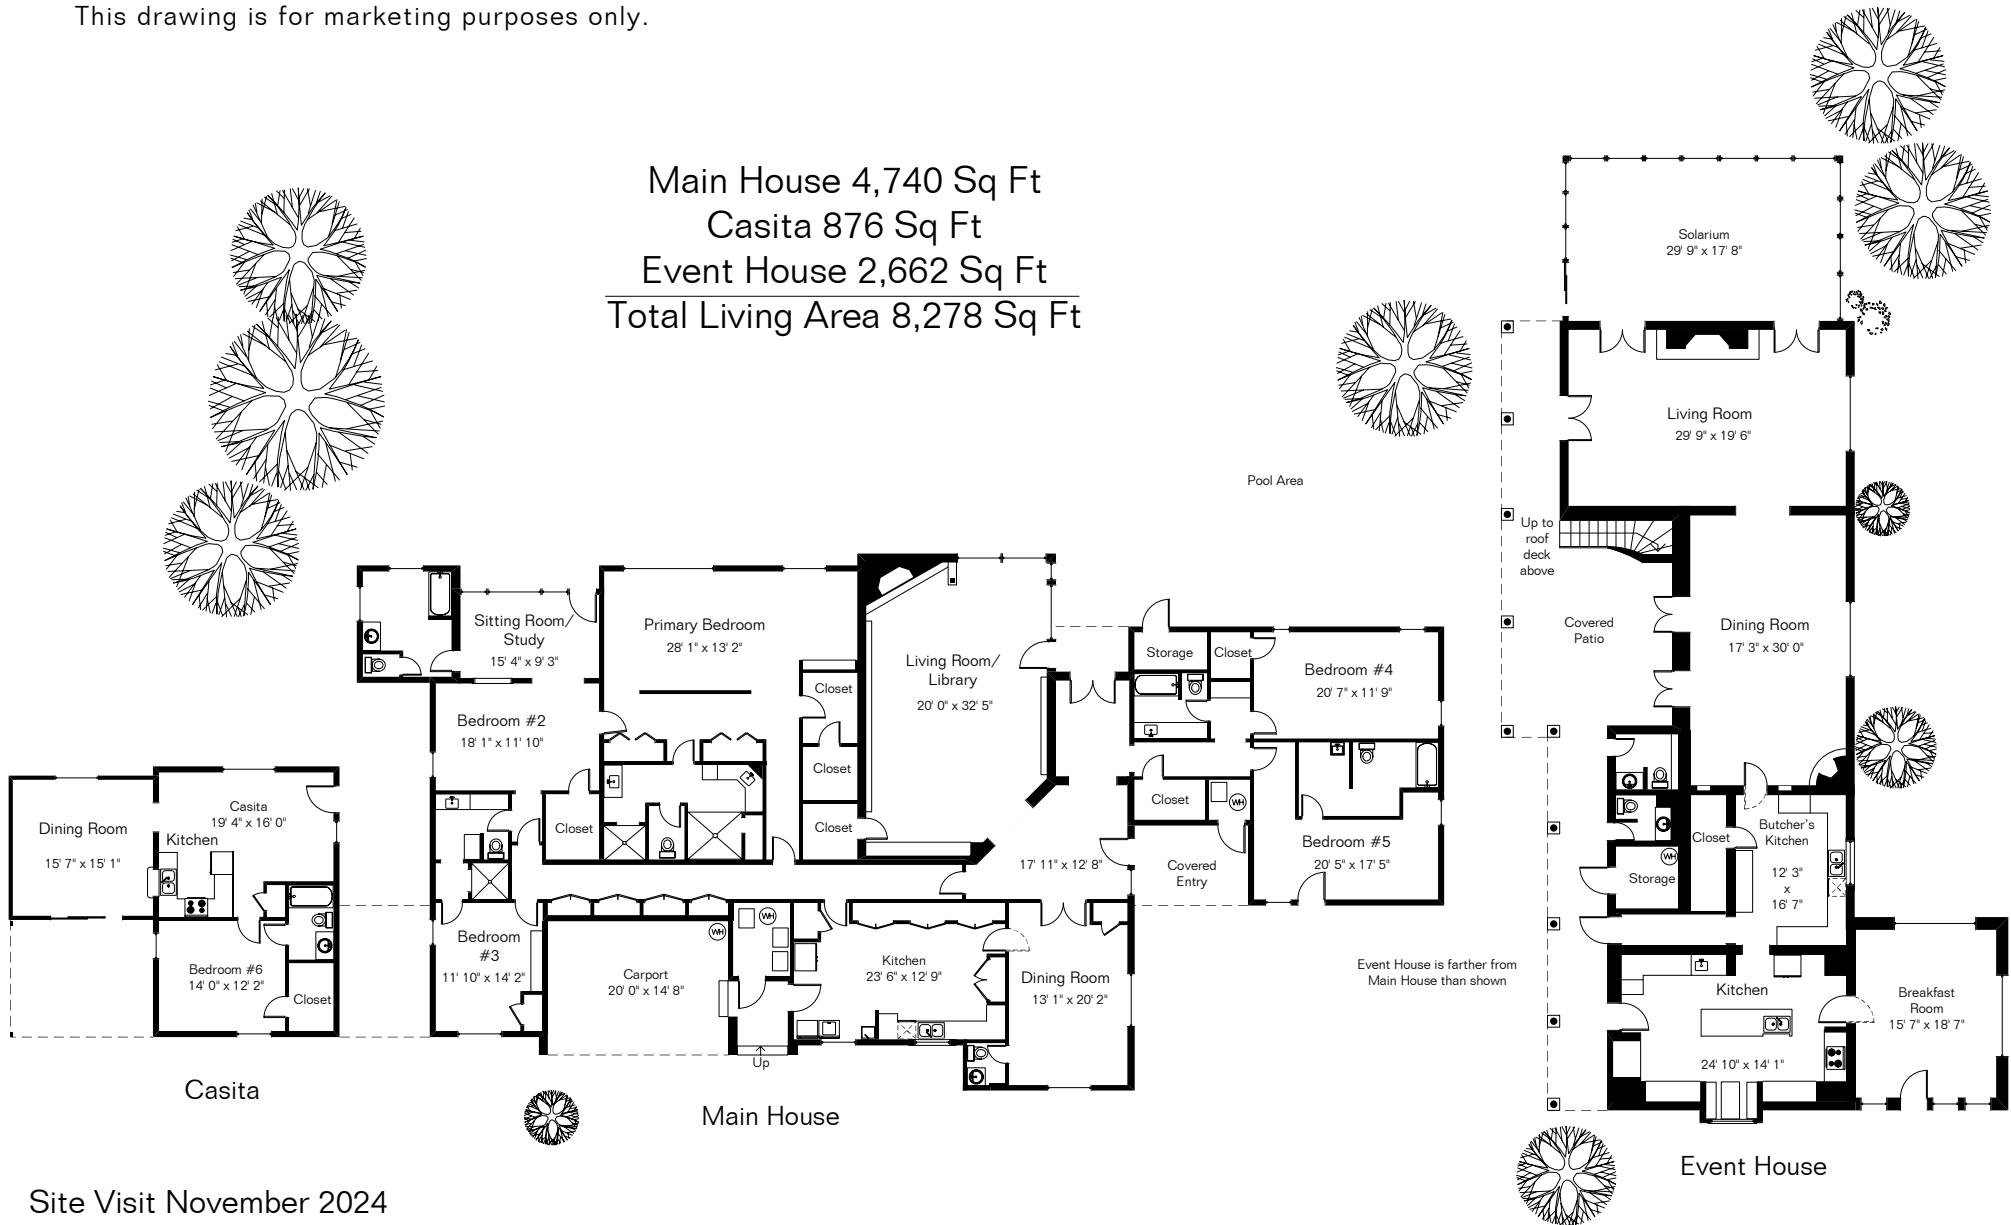 This drawing is for marketing purposes only.
Main House 4,740 Sq Ft
Casita 876 Sq Ft
Event House 2,662 Sq Ft
Total Living Area 8,278 Sq Ft
Solarium
29' 9" x 17' 8"
Living Room
29' 9" x 19' 6"
Pool Area
Up to
roof
deck
above
Covered
Patio
Dining Room
17' 3" x 30' 0"
Sitting Room/
Study
15' 4" x 9' 3"
Primary Bedroom
28' 1" x 13' 2"
Living Room/
Library
20' 0" x 32' 5"
Storage
Closet
Bedroom #4
20' 7" x 11' 9"
Closet
Bedroom #2
18' 1" x 11' 10"
Closet
Closet
WH
Closet
Closet
Bedroom #5
20' 5" x 17' 5"
Covered
Entry
17' 11" x 12' 8"
Casita
19' 4" x 16' 0"
Dining Room
15' 7" x 15' 1"
Kitchen
Bedroom #6
14' 0" x 12' 2"
Closet
Bedroom
#3
11' 10" x 14' 2"
WH
Carport
20' 0" x 14' 8"
WH
Kitchen
23' 6" x 12' 9"
Dining Room
13' 1" x 20' 2"
Up
Event House is farther from
Main House than shown
Closet
Butcher's
Kitchen
12' 3"
x
16' 7"
WH
Storage
Kitchen
24' 10" x 14' 1"
Breakfast
Room
15' 7" x 18' 7"
Casita
Main House
Event House
Site Visit November 2024